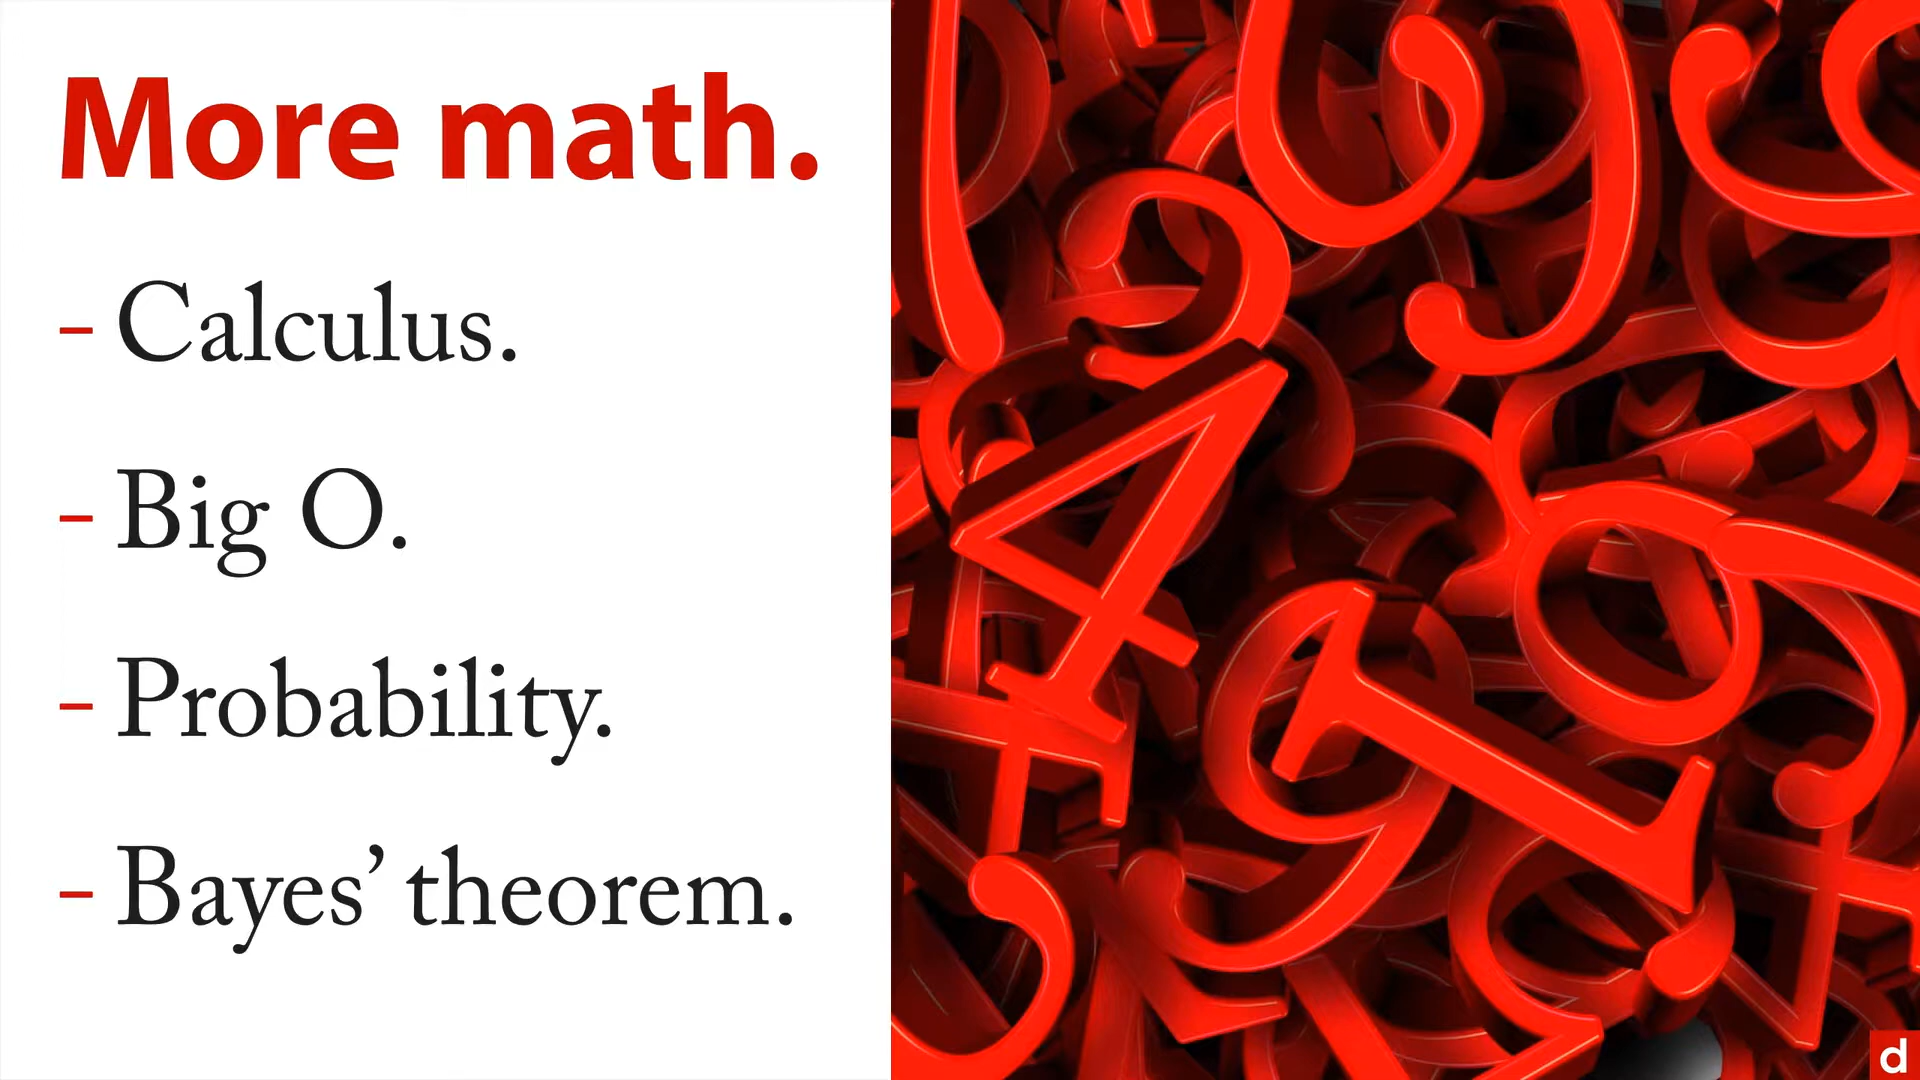 More math.
– Calculus.
– Big O.
– Probability.
– Bayes’ theorem.
d